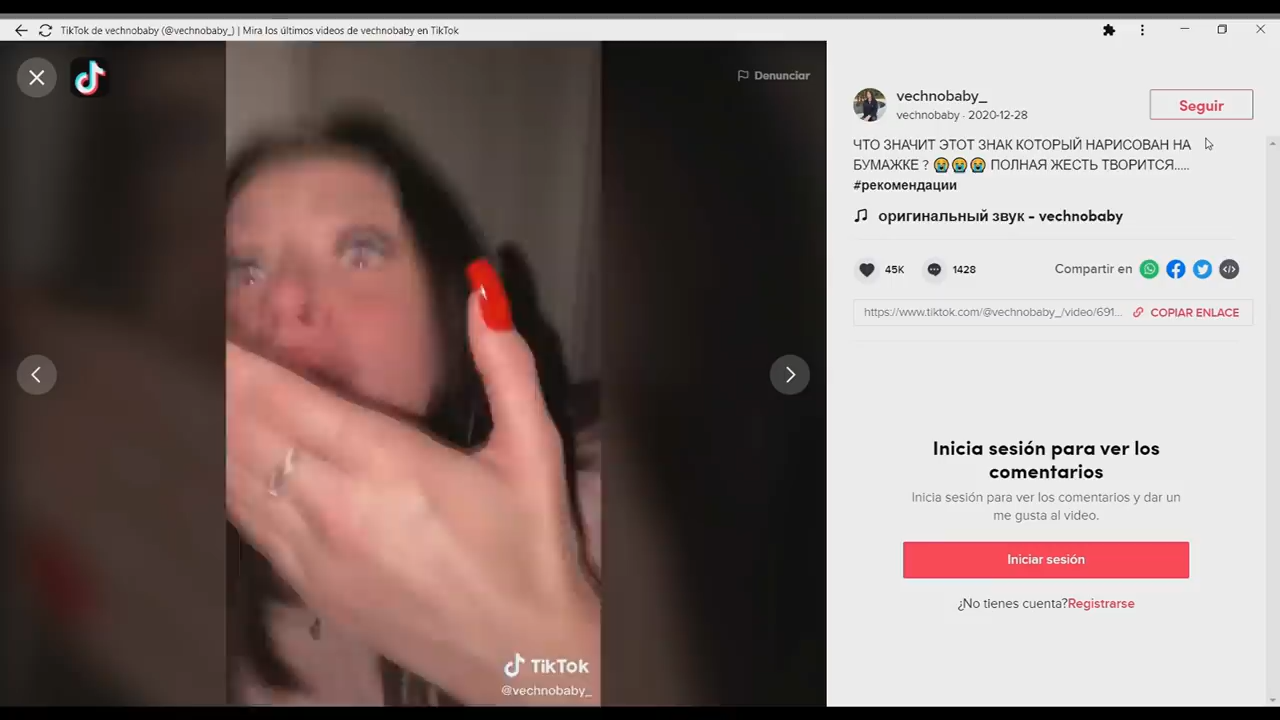 TikTok de vechnobaby (@vechnobaby_) | Mira los últimos videos de vechnobaby en TikTok
Denunciar
vechnobaby_
vechnobaby · 2020-12-28
Seguir
ЧТО ЗНАЧИТ ЭТОТ ЗНАК КОТОРЫЙ НАРИСОВАН НА
БУМАЖКЕ ? 😭😭😭 ПОЛНАЯ ЖЕСТЬ ТВОРИТСЯ.....
#рекомендации
оригинальный звук - vechnobaby
45K
1428
Compartir en
https://www.tiktok.com/@vechnobaby_/video/691...
COPIAR ENLACE
Inicia sesión para ver los
comentarios
Inicia sesión para ver los comentarios y dar un
me gusta al video.
Iniciar sesión
¿No tienes cuenta?Registrarse
TikTok
@vechnobaby_